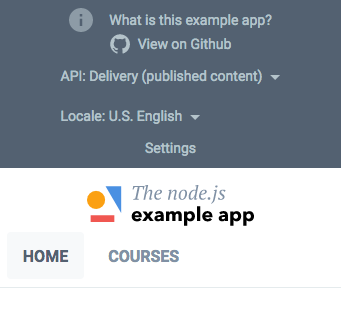 What is this example app?
View on Github
API: Delivery (published content)
Locale: U.S. English
Settings
The node.js
example app
HOME COURSES